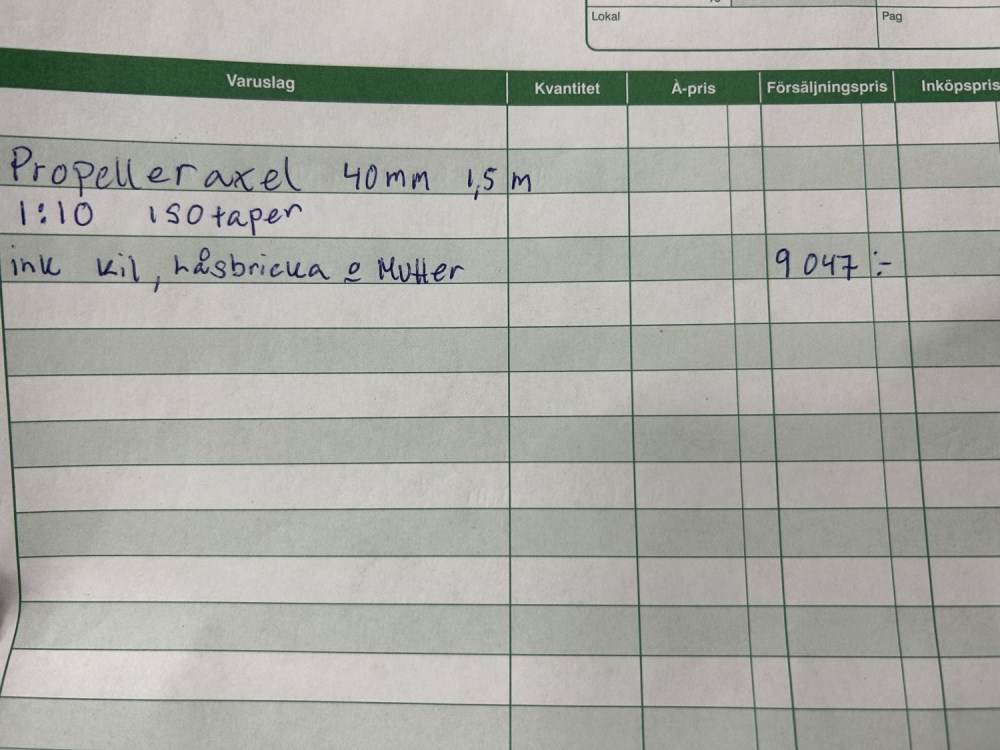 Lokal
Pag
Varuslag
Kvantitet
À-pris
Försäljningspris
Inköpspris
Propelleraxel 40mm 1,5 m
1:10 ISO taper
ink kil, låsbricka & Mutter
9 047:-